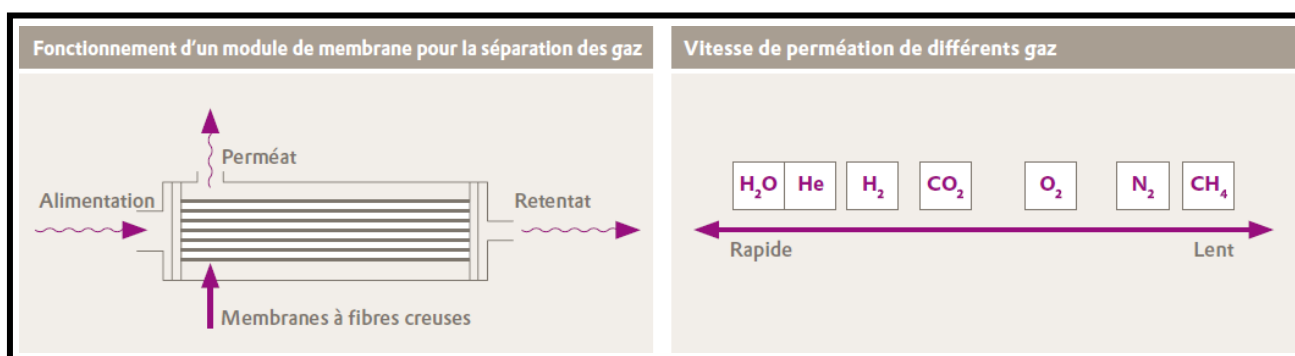 Fonctionnement d'un module de membrane pour la séparation des gaz
Perméat
Alimentation
Retentat
Membranes à fibres creuses
Vitesse de perméation de différents gaz
H₂O He H₂ CO₂ O₂ N₂ CH₄
Rapide Lent